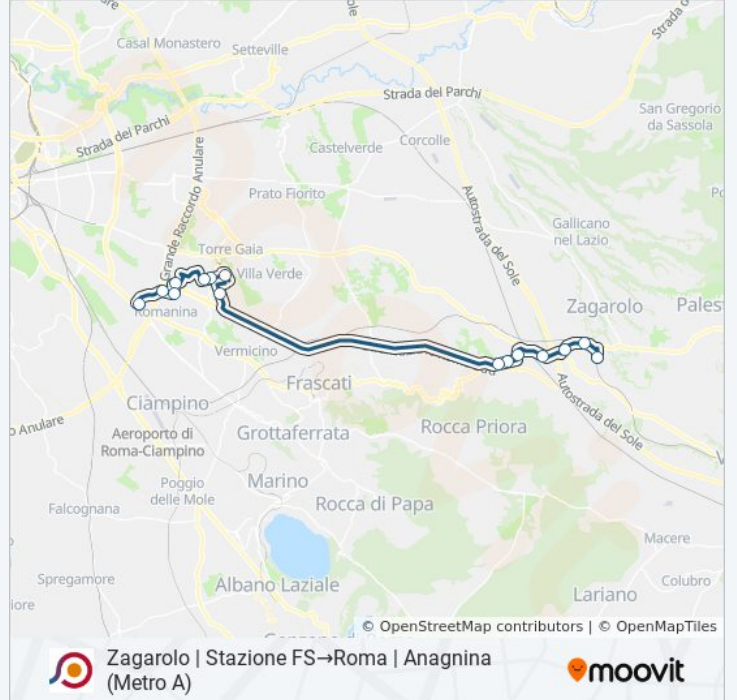 Casal Monastero
Setteville
Strada dei Parchi
Strada dei Parchi
San Gregorio
da Sassola
Castelverde
Corcolle
Grande Raccordo Anulare
Prato Fiorito
Autostrada del Sole
Gallicano
nel Lazio
Torre Gaia
Villa Verde
Romanina
Zagarolo
Pales
Vermicino
Frascati
Ciampino
Autostrada del Sole
o Anulare
Aeroporto di
Roma-Ciampino
Grottaferrata
Rocca Priora
Marino
Poggio
delle Mole
Rocca di Papa
Falcognana
Macere
Spregamore
Albano Laziale
Colubro
Lariano
iore
© OpenStreetMap contributors | © OpenMapTiles
Zagarolo | Stazione FS→Roma | Anagnina
(Metro A)
moovit